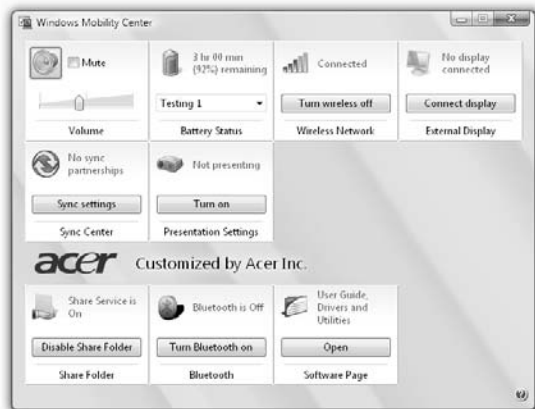 Windows Mobility Center
Mute
Volume
3 hr 00 min
(92%) remaining
Testing 1
Battery Status
Connected
Turn wireless off
Wireless Network
No display
connected
Connect display
External Display
No sync
partnerships
Sync settings
Sync Center
Not presenting
Turn on
Presentation Settings
acer Customized by Acer Inc.
Share Service is
On
Disable Share Folder
Share Folder
Bluetooth is Off
Turn Bluetooth on
Bluetooth
User Guide,
Drivers and
Utilities
Open
Software Page